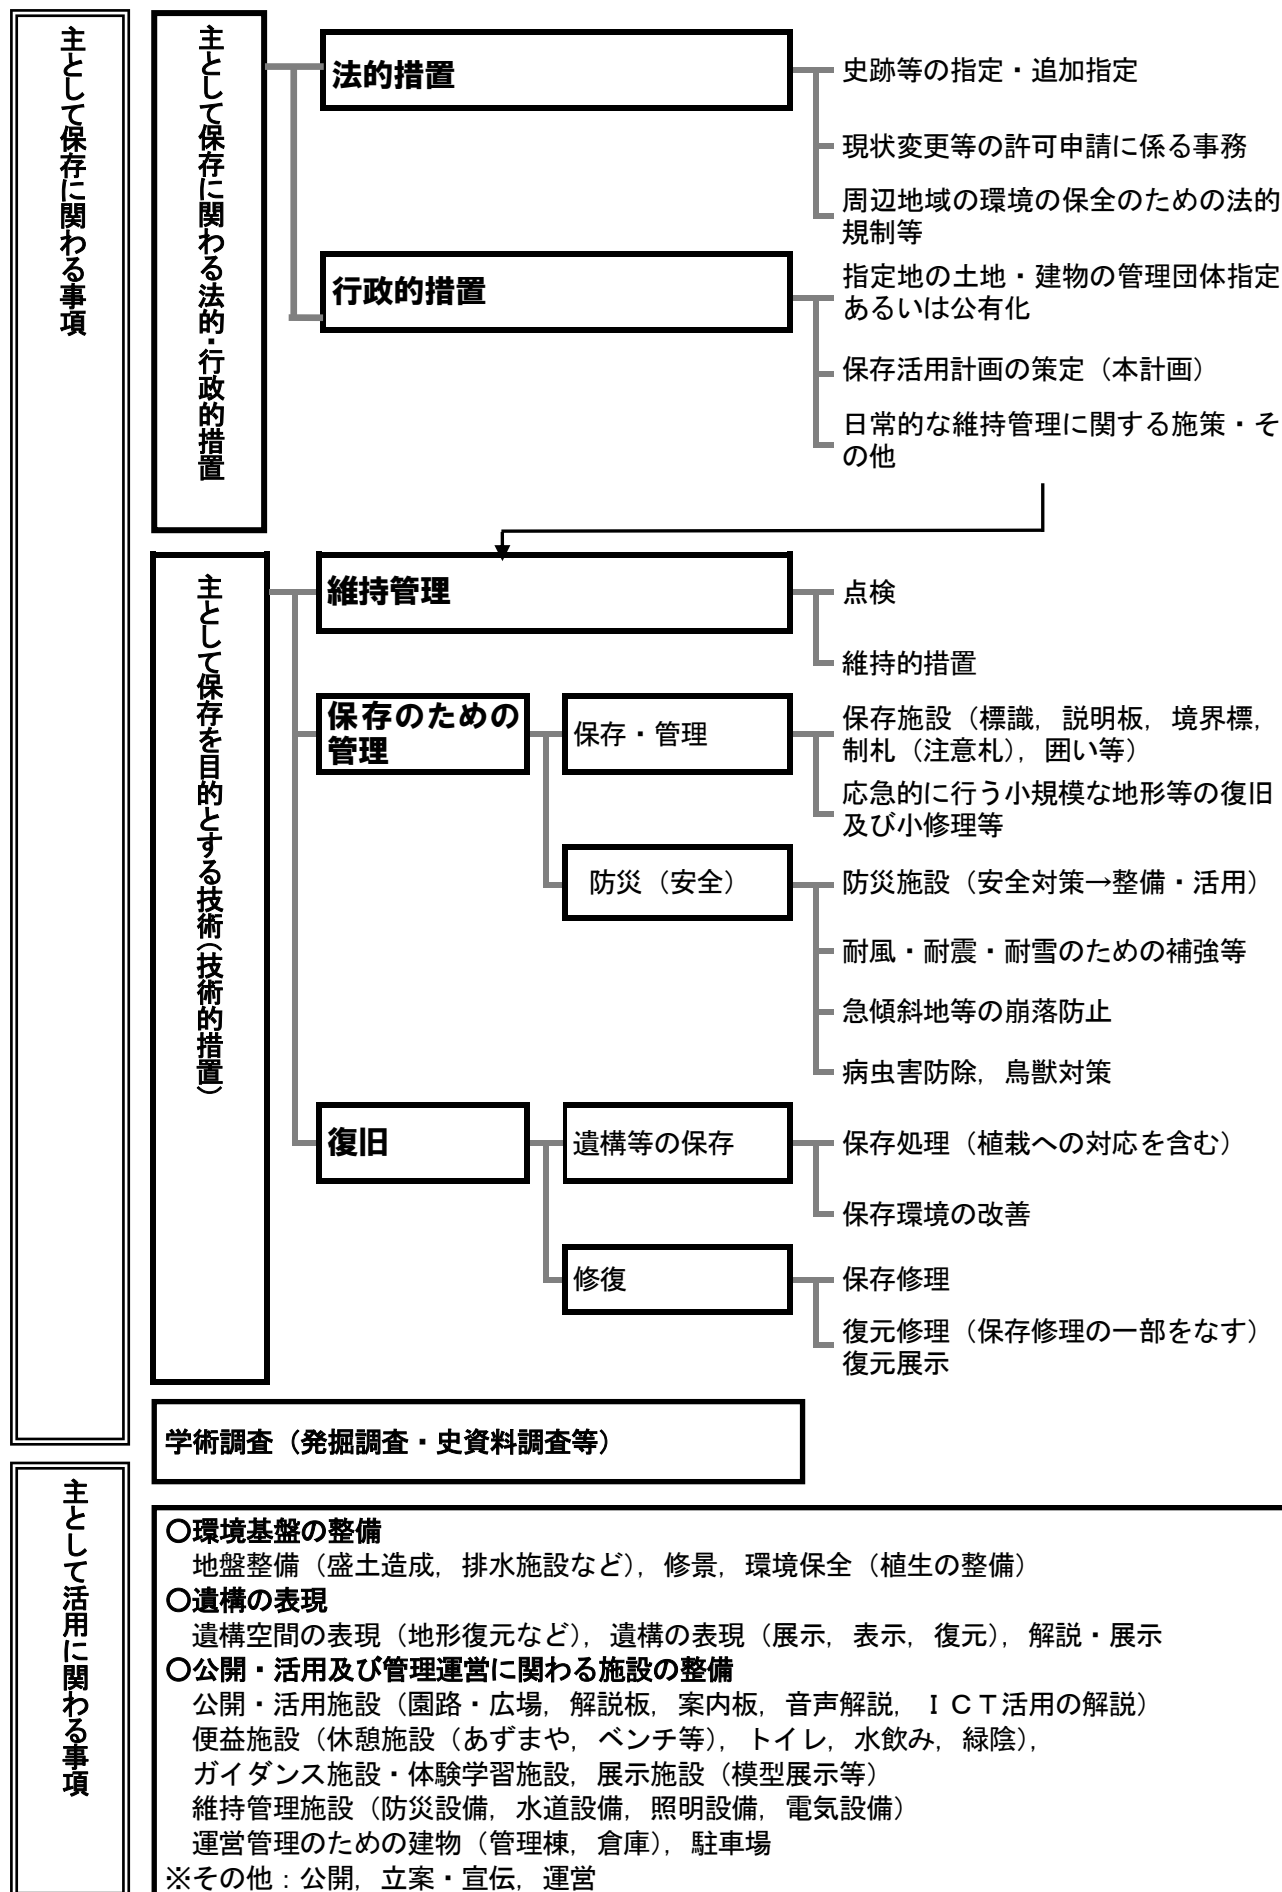 主として保存に関わる事項
主として保存に関わる法的・行政的措置
法的措置
史跡等の指定・追加指定
現状変更等の許可申請に係る事務
周辺地域の環境の保全のための法的
規制等
行政的措置
指定地の土地・建物の管理団体指定
あるいは公有化
保存活用計画の策定（本計画）
日常的な維持管理に関する施策・そ
の他
主として保存を目的とする技術（技術的措置）
維持管理
点検
維持的措置
保存のための
管理
保存・管理
保存施設（標識，説明板，境界標，
制札（注意札），囲い等）
応急的に行う小規模な地形等の復旧
及び小修理等
防災（安全）
防災施設（安全対策→整備・活用）
耐風・耐震・耐雪のための補強等
急傾斜地等の崩落防止
病虫害防除，鳥獣対策
復旧
遺構等の保存
保存処理（植栽への対応を含む）
保存環境の改善
修復
保存修理
復元修理（保存修理の一部をなす）
復元展示
学術調査（発掘調査・史資料調査等）
主として活用に関わる事項
〇環境基盤の整備
地盤整備（盛土造成，排水施設など），修景，環境保全（植生の整備）
〇遺構の表現
遺構空間の表現（地形復元など），遺構の表現（展示，表示，復元），解説・展示
〇公開・活用及び管理運営に関わる施設の整備
公開・活用施設（園路・広場，解説板，案内板，音声解説，ＩＣＴ活用の解説）
便益施設（休憩施設（あずまや，ベンチ等），トイレ，水飲み，緑陰），
ガイダンス施設・体験学習施設，展示施設（模型展示等）
維持管理施設（防災設備，水道設備，照明設備，電気設備）
運営管理のための建物（管理棟，倉庫），駐車場
※その他：公開，立案・宣伝，運営